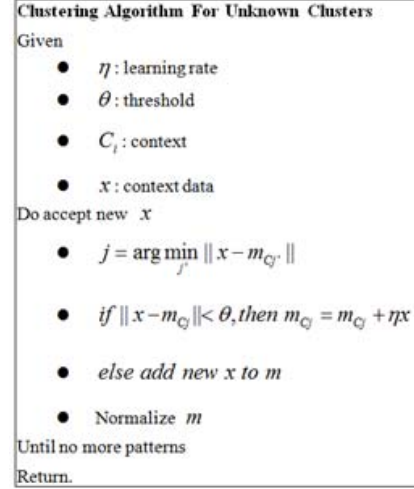 Clustering Algorithm For Unknown Clusters
Given
● η : learning rate
● θ : threshold
● C_i : context
● x : context data
Do accept new x
● j = arg min_{j'} || x − m_{Cj'} ||
● if || x − m_{Cj} ||< θ, then m_{Cj} = m_{Cj} + ηx
● else add new x to m
● Normalize m
Until no more patterns
Return.